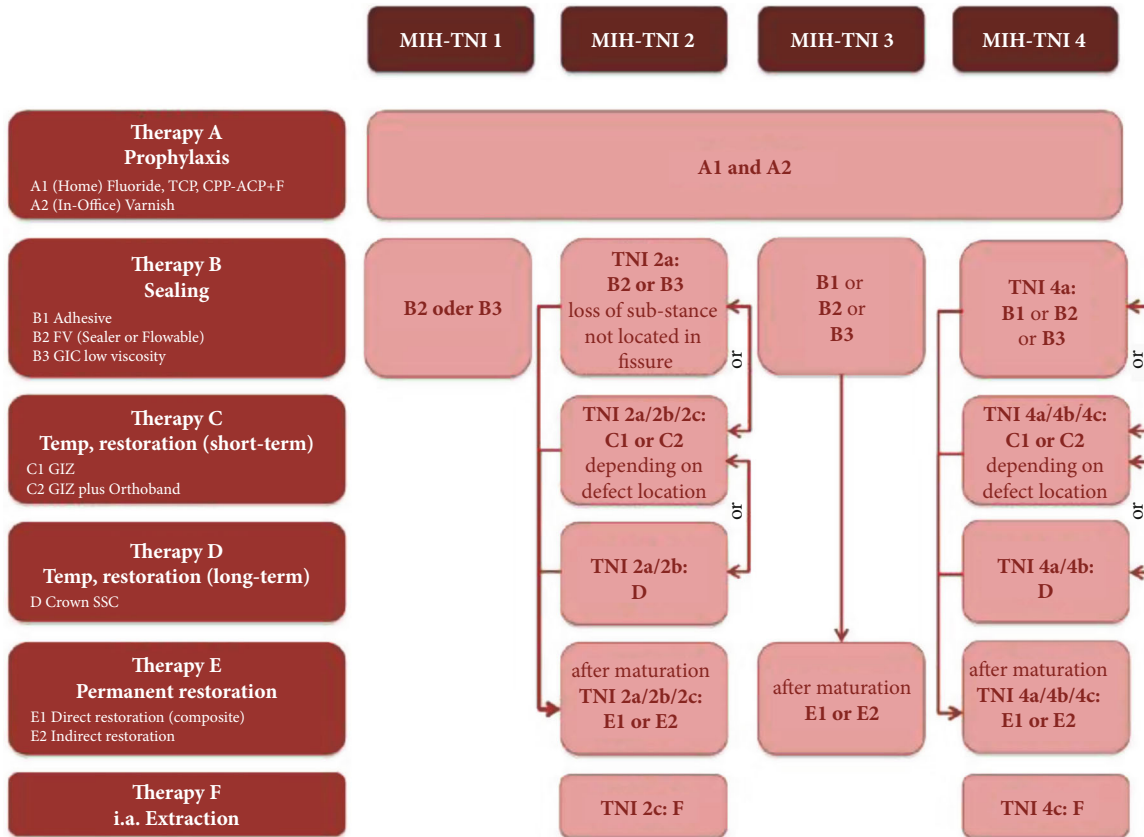 MIH-TNI 1
MIH-TNI 2
MIH-TNI 3
MIH-TNI 4
Therapy A
Prophylaxis
A1 (Home) Fluoride, TCP, CPP-ACP+F
A2 (In-Office) Varnish
A1 and A2
Therapy B
Sealing
B1 Adhesive
B2 FV (Sealer or Flowable)
B3 GIC low viscosity
B2 oder B3
TNI 2a:
B2 or B3
loss of sub-stance
not located in
fissure
B1 or
B2 or
B3
TNI 4a:
B1 or B2
or B3
or
or
Therapy C
Temp, restoration (short-term)
C1 GIZ
C2 GIZ plus Orthoband
TNI 2a/2b/2c:
C1 or C2
depending on
defect location
TNI 4a/4b/4c:
C1 or C2
depending on
defect location
or
or
Therapy D
Temp, restoration (long-term)
D Crown SSC
TNI 2a/2b:
D
TNI 4a/4b:
D
Therapy E
Permanent restoration
E1 Direct restoration (composite)
E2 Indirect restoration
after maturation
TNI 2a/2b/2c:
E1 or E2
after maturation
E1 or E2
after maturation
TNI 4a/4b/4c:
E1 or E2
Therapy F
i.a. Extraction
TNI 2c: F
TNI 4c: F